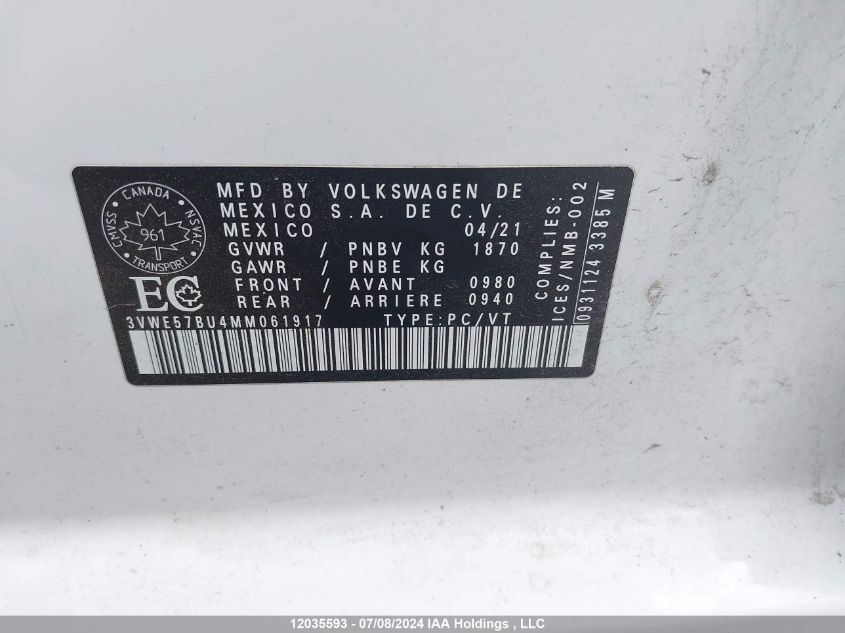 CANADA
CMVSS
NSVAC
961
TRANSPORT
EC
MFD BY VOLKSWAGEN DE
MEXICO S.A. DE C.V.
MEXICO 04/21
GVWR / PNBV KG 1870
GAWR / PNBE KG
FRONT / AVANT 0980
REAR / ARRIERE 0940
3VWE57BU4MM061917 TYPE:PC/VT
COMPLIES:
ICES/NMB-002
0931124 3385 M
12035593 - 07/08/2024 IAA Holdings , LLC